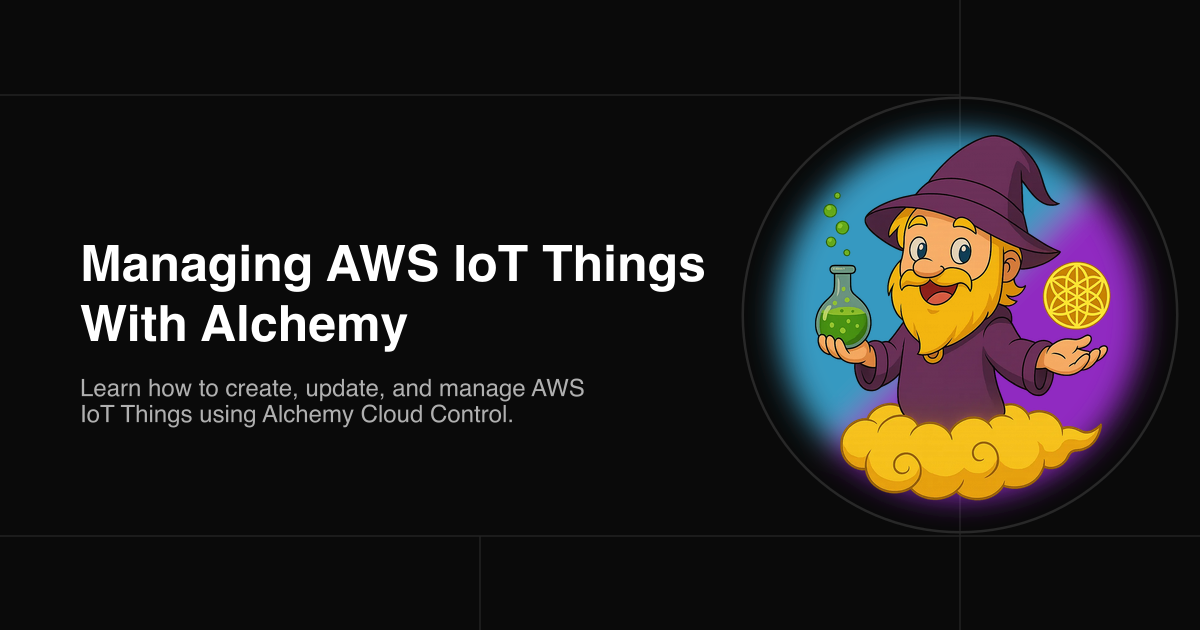 Managing AWS IoT Things
With Alchemy
Learn how to create, update, and manage AWS
IoT Things using Alchemy Cloud Control.